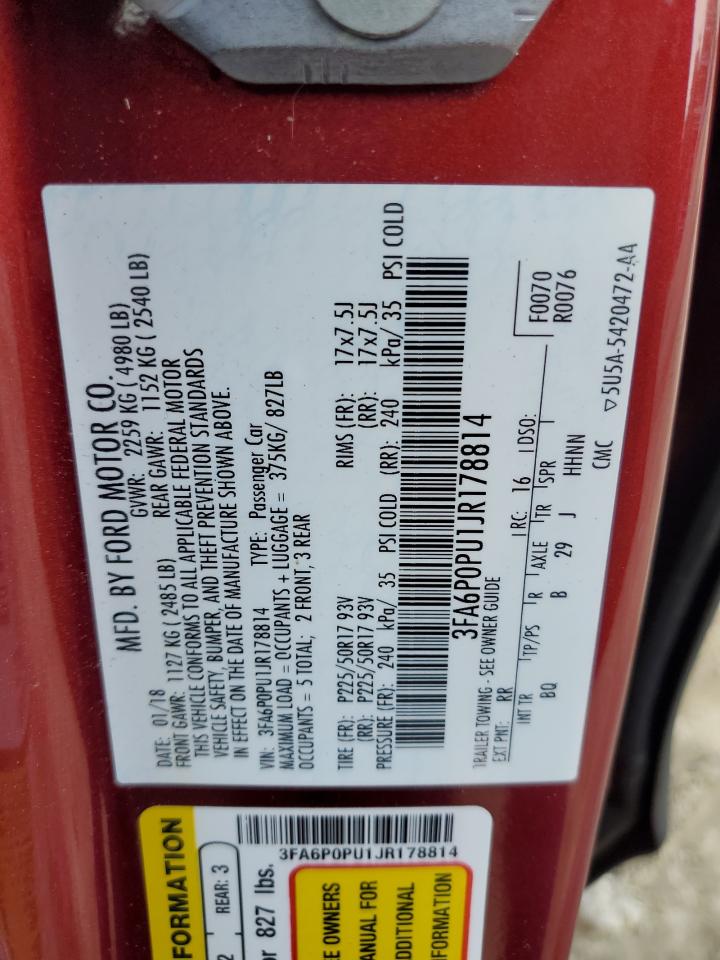 MFD. BY FORD MOTOR CO.
DATE: 01/18 GVWR: 2259 KG ( 4980 LB)
FRONT GAWR: 1127 KG ( 2485 LB) REAR GAWR: 1152 KG ( 2540 LB)
THIS VEHICLE CONFORMS TO ALL APPLICABLE FEDERAL MOTOR
VEHICLE SAFETY, BUMPER, AND THEFT PREVENTION STANDARDS
IN EFFECT ON THE DATE OF MANUFACTURE SHOWN ABOVE.
VIN: 3FA6P0PU1JR178814 TYPE: Passenger Car
MAXIMUM LOAD = OCCUPANTS + LUGGAGE = 375KG/ 827LB
OCCUPANTS = 5 TOTAL; 2 FRONT, 3 REAR
TIRE (FR): P225/50R17 93V RIMS (FR): 17x7.5J
(RR): P225/50R17 93V (RR): 17x7.5J
PRESSURE (FR): 240 kPa/ 35 PSI COLD (RR): 240 kPa/ 35 PSI COLD
3FA6P0PU1JR178814
TRAILER TOWING - SEE OWNER GUIDE
EXT PNT: RR RC: 16 DSO: F0070
R0076
INT TR TP/PS R AXLE TR SPR
BQ B 29 J HHNN
CMC
▽5U5A-5420472-AA
FORMATION
2 REAR: 3
or 827 lbs.
3FA6P0PU1JR178814
E OWNERS
ANUAL FOR
DDITIONAL
FORMATION